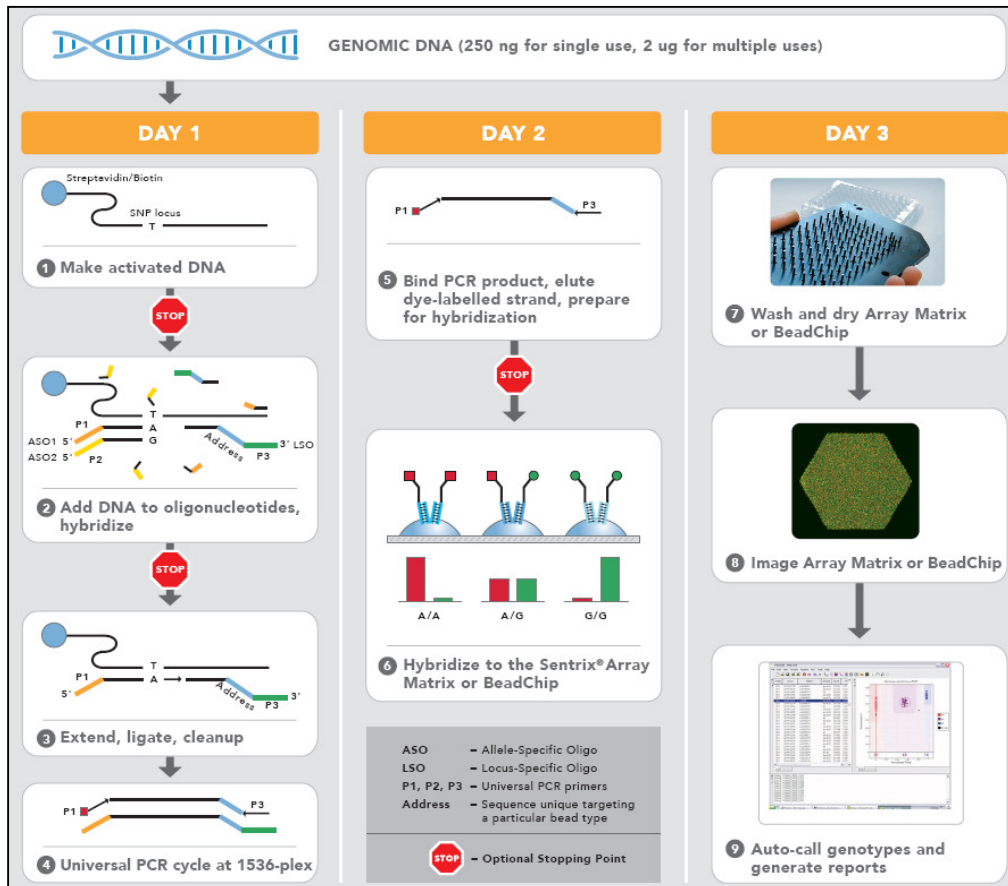 GENOMIC DNA (250 ng for single use, 2 ug for multiple uses)
DAY 1
Streptavidin/Biotin
SNP locus
T
1 Make activated DNA
STOP
T
P1
A
ASO1 5'
G
Address
3' LSO
ASO2 5'
P2
P3
2 Add DNA to oligonucleotides,
hybridize
STOP
T
P1
A
5'
Address
3'
P3
3 Extend, ligate, cleanup
P1
P3
4 Universal PCR cycle at 1536-plex
DAY 2
P1
P3
5 Bind PCR product, elute
dye-labelled strand, prepare
for hybridization
STOP
A/A A/G G/G
6 Hybridize to the Sentrix® Array
Matrix or BeadChip
ASO – Allele-Specific Oligo
LSO – Locus-Specific Oligo
P1, P2, P3 – Universal PCR primers
Address – Sequence unique targeting
a particular bead type
STOP – Optional Stopping Point
DAY 3
7 Wash and dry Array Matrix
or BeadChip
8 Image Array Matrix or BeadChip
9 Auto-call genotypes and
generate reports